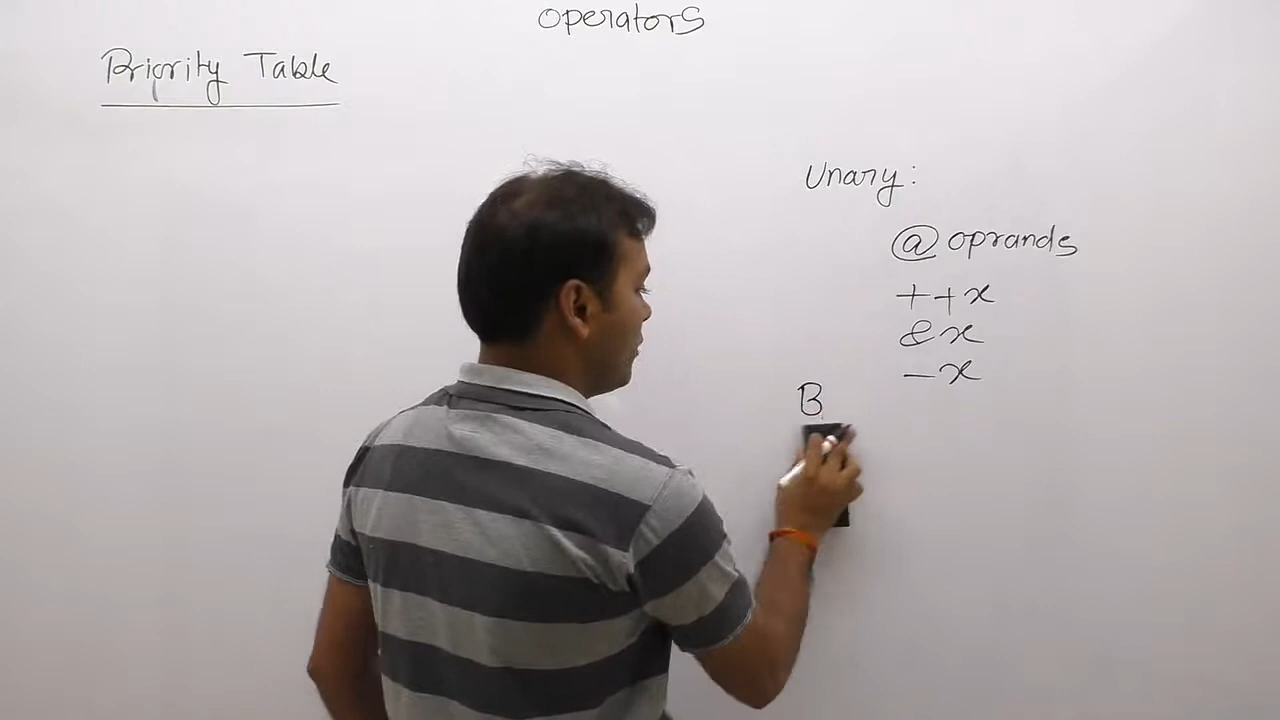 operators
Priority Table
Unary:
@ oprands
++x
&x
-x
B